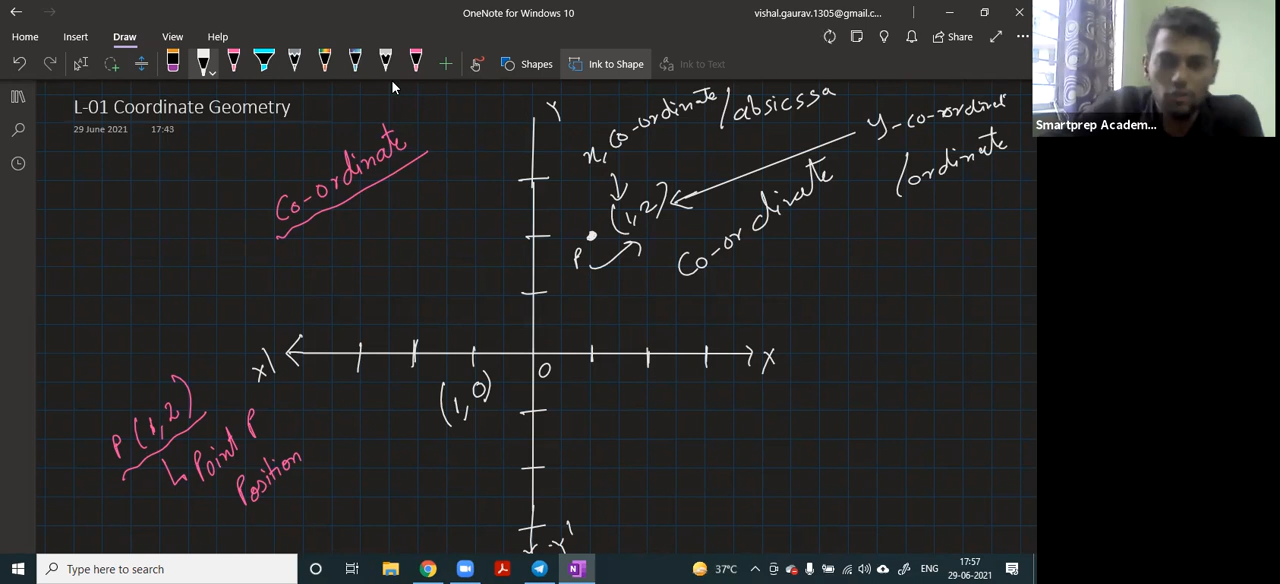 OneNote for Windows 10
vishal.gaurav.1305@gmail.c...
Home Insert Draw View Help
Share
Shapes
Ink to Shape
Ink to Text
L-01 Coordinate Geometry
29 June 2021 17:43
Smartprep Academ...
Co-ordinate
Y
x, Co-ordinate /absicssa
y-co-ordinate
/ordinate
(1,2)
P
Co-ordinate
X'
O
X
(1,0)
P (1,2)
↳ Point P
Position
-Y'
Type here to search
37°C
ENG
17:57
29-06-2021